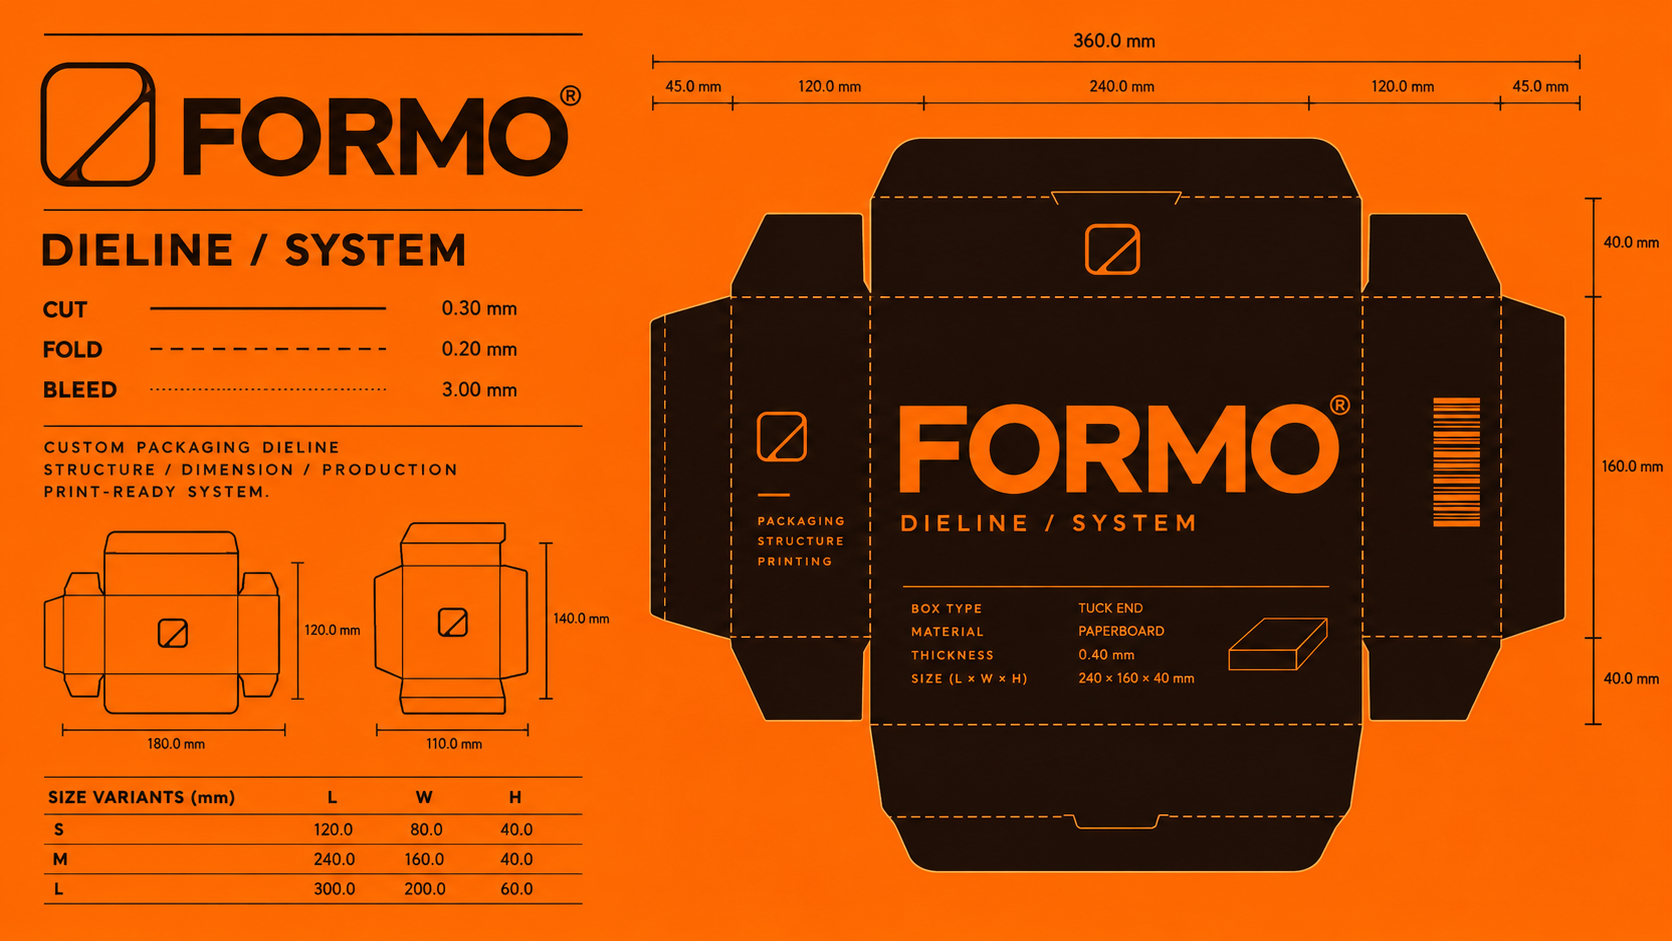 FORMO®
DIELINE / SYSTEM
CUT 0.30 mm
FOLD 0.20 mm
BLEED 3.00 mm
CUSTOM PACKAGING DIELINE
STRUCTURE / DIMENSION / PRODUCTION
PRINT-READY SYSTEM.
120.0 mm
180.0 mm
140.0 mm
110.0 mm
SIZE VARIANTS (mm) L W H
S 120.0 80.0 40.0
M 240.0 160.0 40.0
L 300.0 200.0 60.0
360.0 mm
45.0 mm 120.0 mm 240.0 mm 120.0 mm 45.0 mm
40.0 mm
160.0 mm
40.0 mm
PACKAGING
STRUCTURE
PRINTING
FORMO®
DIELINE / SYSTEM
BOX TYPE TUCK END
MATERIAL PAPERBOARD
THICKNESS 0.40 mm
SIZE (L × W × H) 240 × 160 × 40 mm